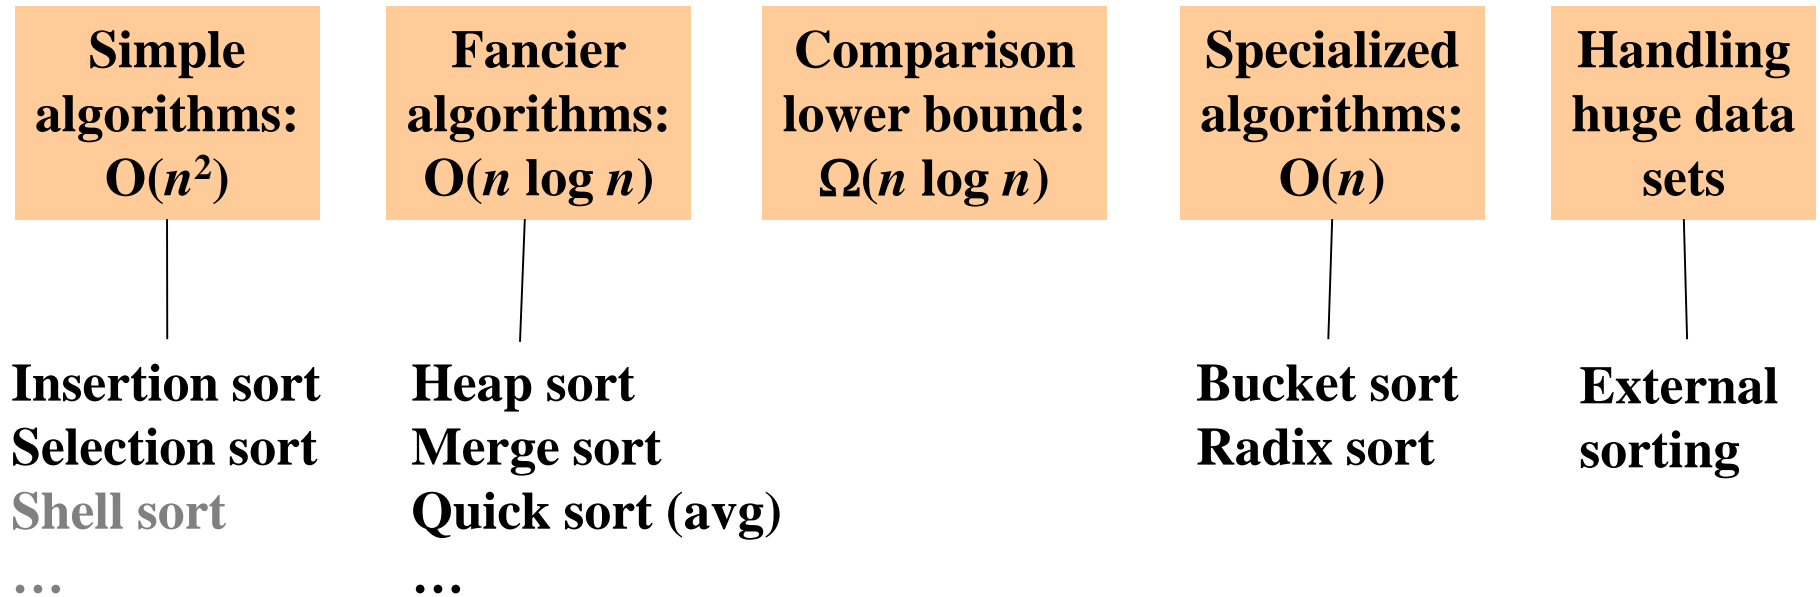 Simple
algorithms:
O(n²)
Fancier
algorithms:
O(n log n)
Comparison
lower bound:
Ω(n log n)
Specialized
algorithms:
O(n)
Handling
huge data
sets
Insertion sort
Selection sort
Shell sort
…
Heap sort
Merge sort
Quick sort (avg)
…
Bucket sort
Radix sort
External
sorting